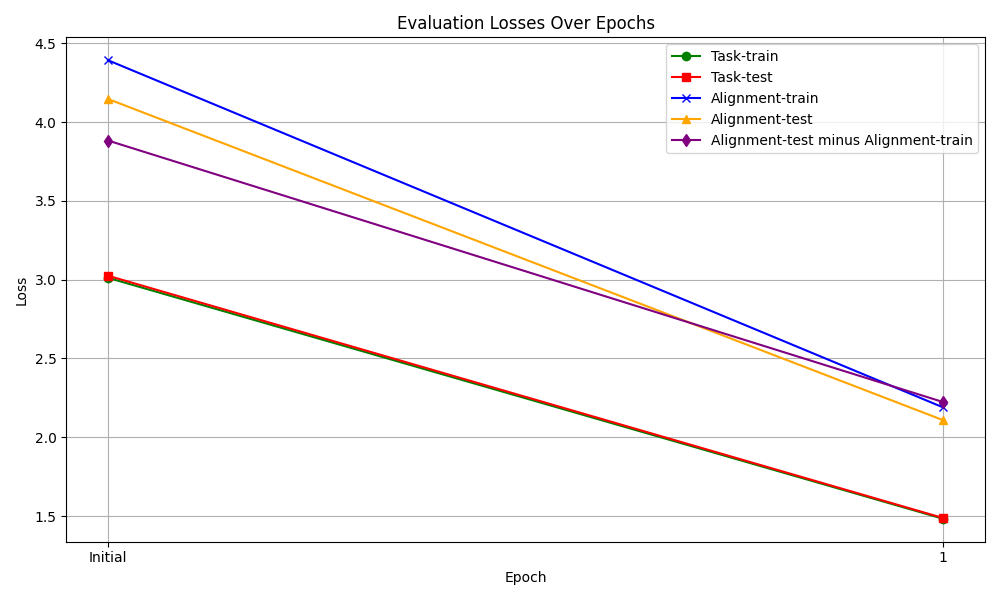 Evaluation Losses Over Epochs
Task-train
Task-test
Alignment-train
Alignment-test
Alignment-test minus Alignment-train
4.5
4.0
3.5
3.0
2.5
2.0
1.5
Loss
Initial
1
Epoch